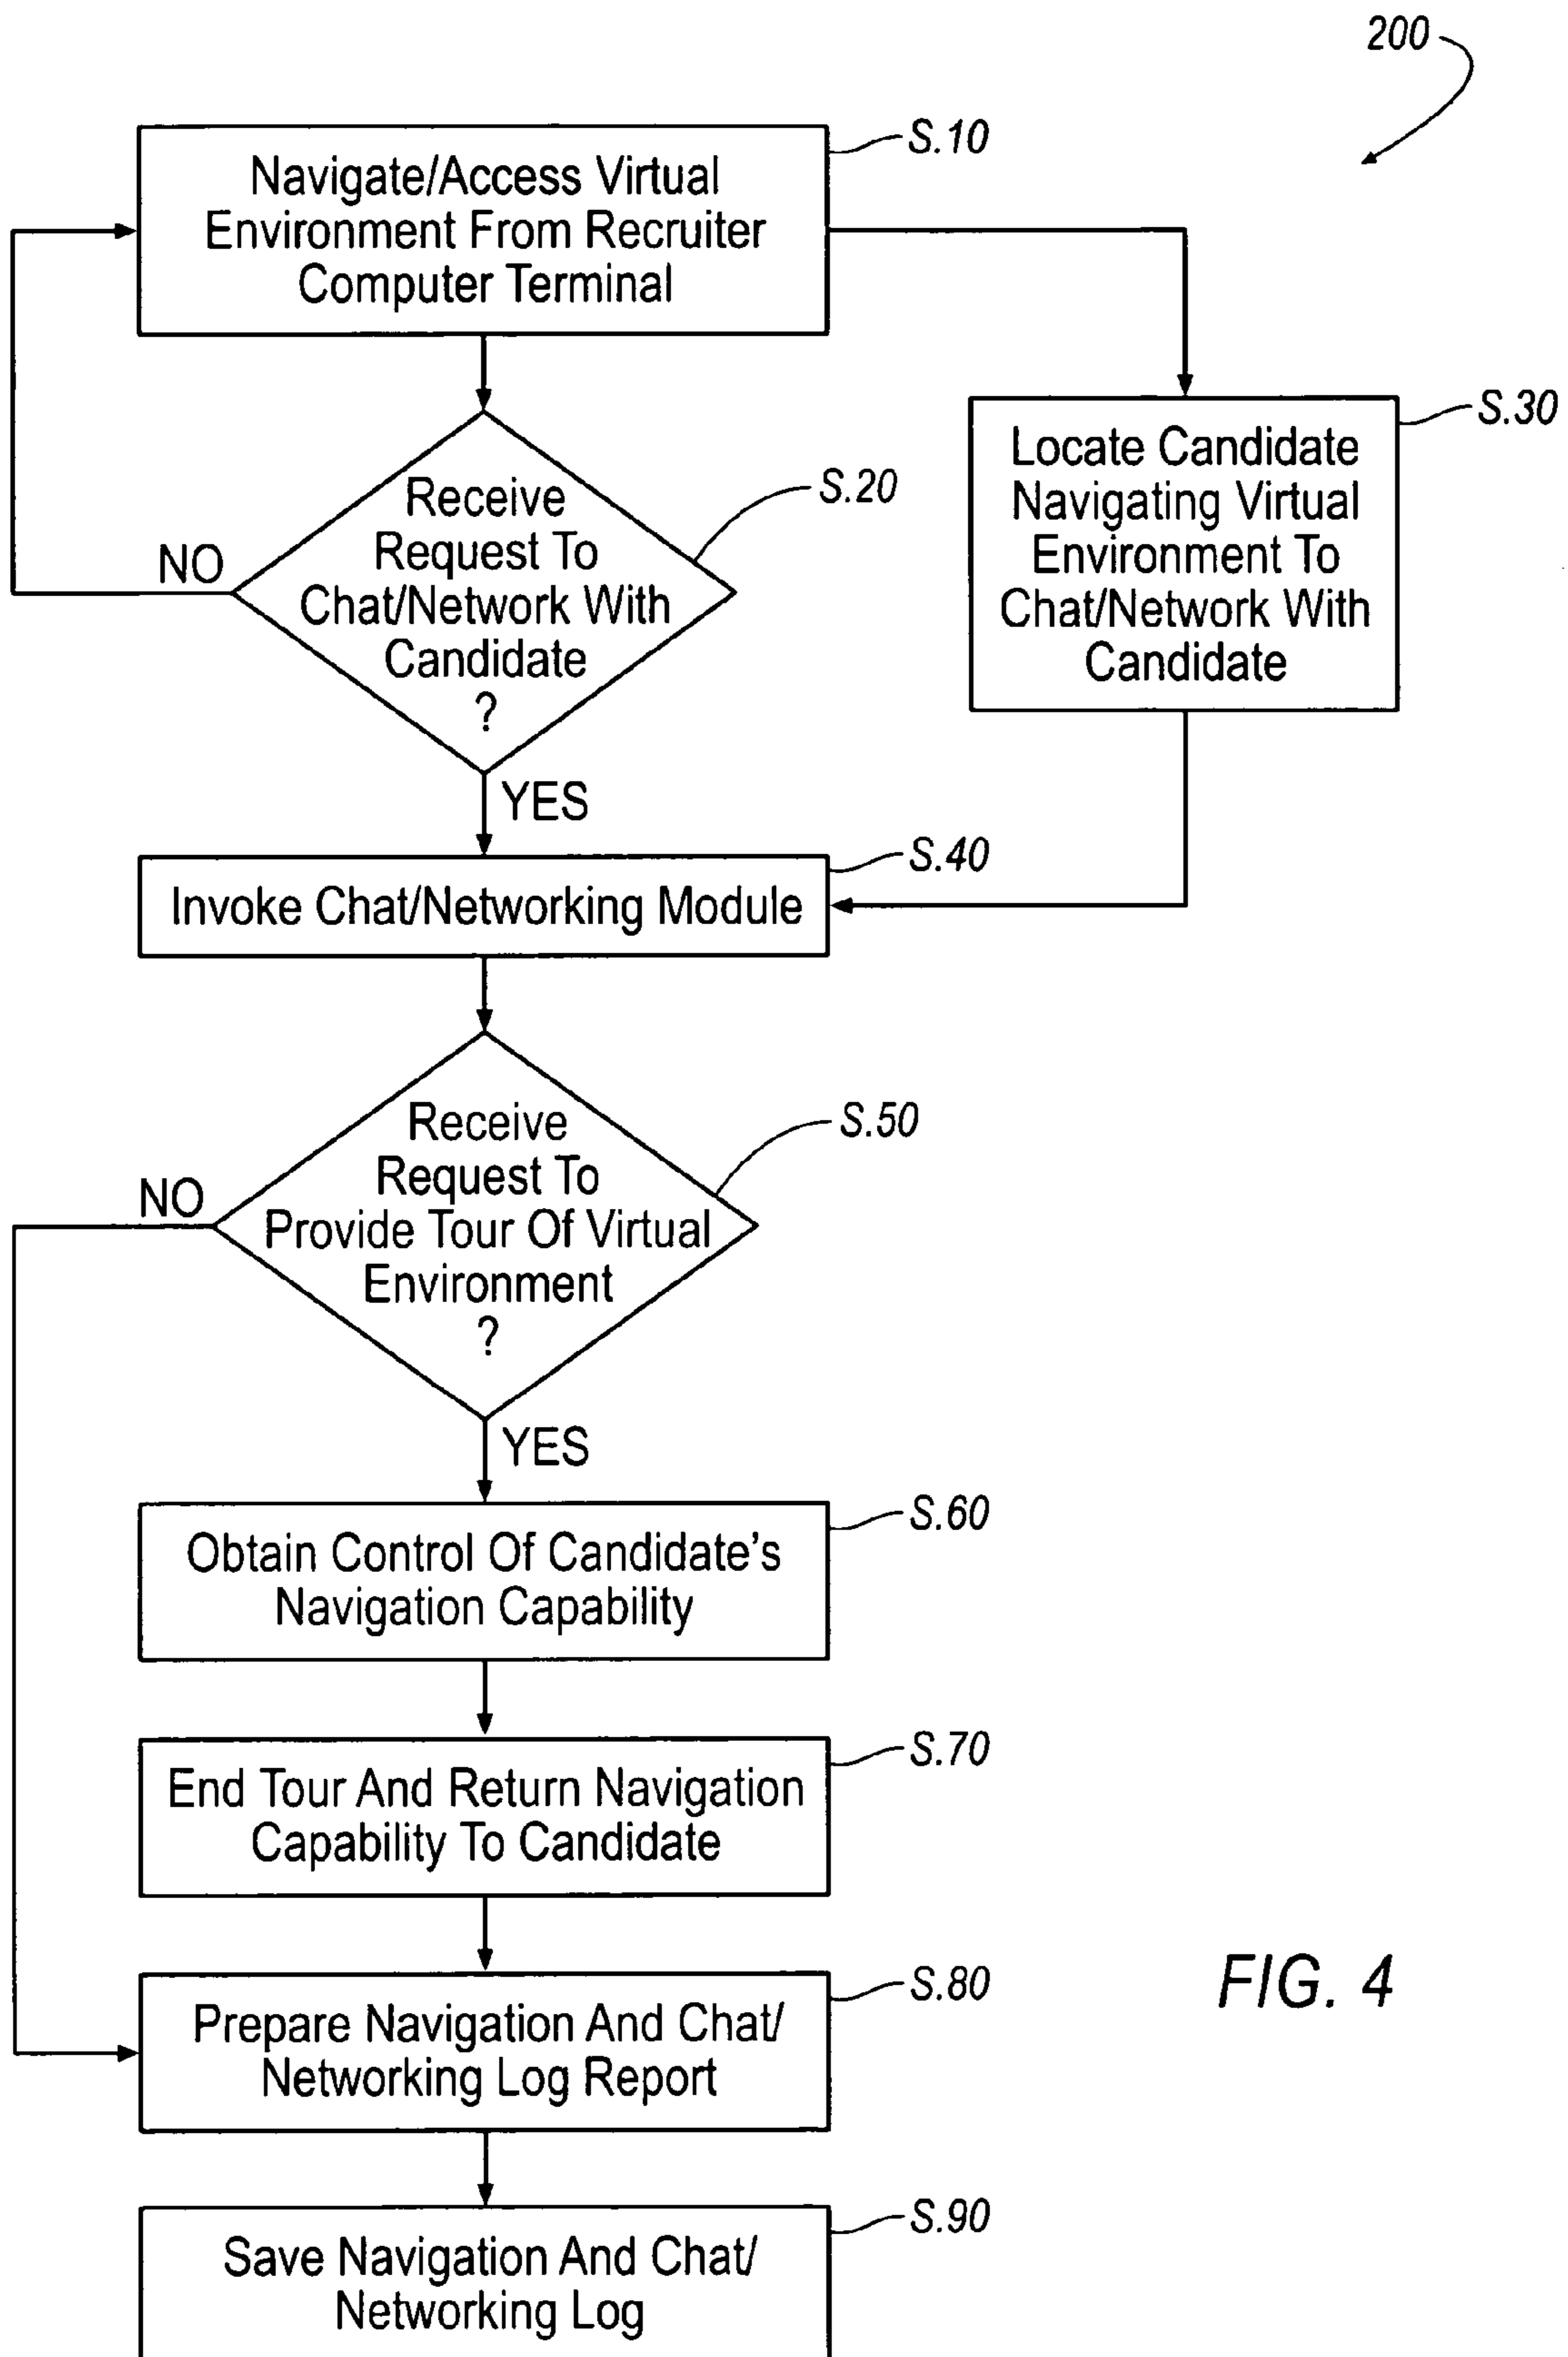 200
S.10
Navigate/Access Virtual
Environment From Recruiter
Computer Terminal
S.20
Receive
Request To
Chat/Network With
Candidate
?
NO
YES
S.30
Locate Candidate
Navigating Virtual
Environment To
Chat/Network With
Candidate
S.40
Invoke Chat/Networking Module
S.50
Receive
Request To
Provide Tour Of Virtual
Environment
?
NO
YES
S.60
Obtain Control Of Candidate's
Navigation Capability
S.70
End Tour And Return Navigation
Capability To Candidate
S.80
Prepare Navigation And Chat/
Networking Log Report
S.90
Save Navigation And Chat/
Networking Log
FIG. 4